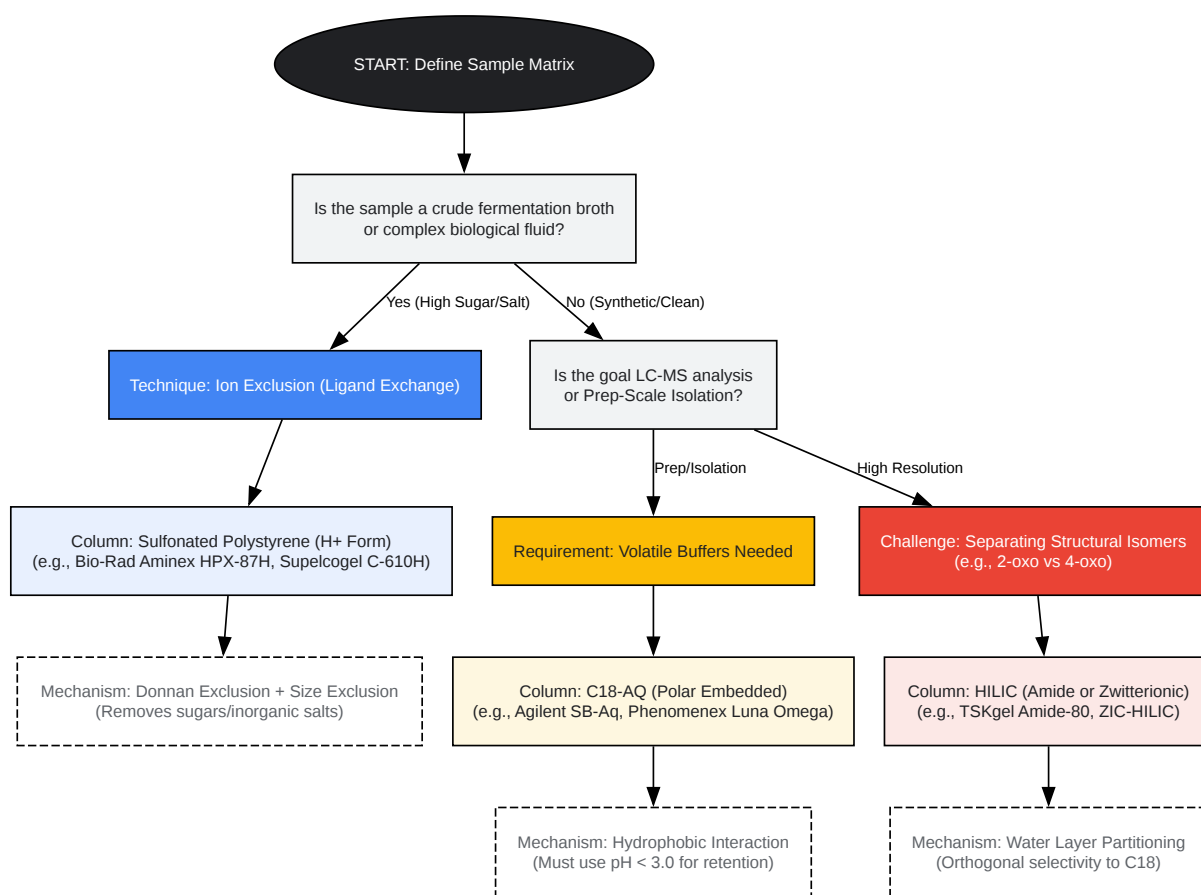 START: Define Sample Matrix
Is the sample a crude fermentation broth
or complex biological fluid?
Yes (High Sugar/Salt)
No (Synthetic/Clean)
Technique: Ion Exclusion (Ligand Exchange)
Is the goal LC-MS analysis
or Prep-Scale Isolation?
Prep/Isolation
High Resolution
Column: Sulfonated Polystyrene (H+ Form)
(e.g., Bio-Rad Aminex HPX-87H, Supelcogel C-610H)
Requirement: Volatile Buffers Needed
Challenge: Separating Structural Isomers
(e.g., 2-oxo vs 4-oxo)
Mechanism: Donnan Exclusion + Size Exclusion
(Removes sugars/inorganic salts)
Column: C18-AQ (Polar Embedded)
(e.g., Agilent SB-Aq, Phenomenex Luna Omega)
Column: HILIC (Amide or Zwitterionic)
(e.g., TSKgel Amide-80, ZIC-HILIC)
Mechanism: Hydrophobic Interaction
(Must use pH < 3.0 for retention)
Mechanism: Water Layer Partitioning
(Orthogonal selectivity to C18)